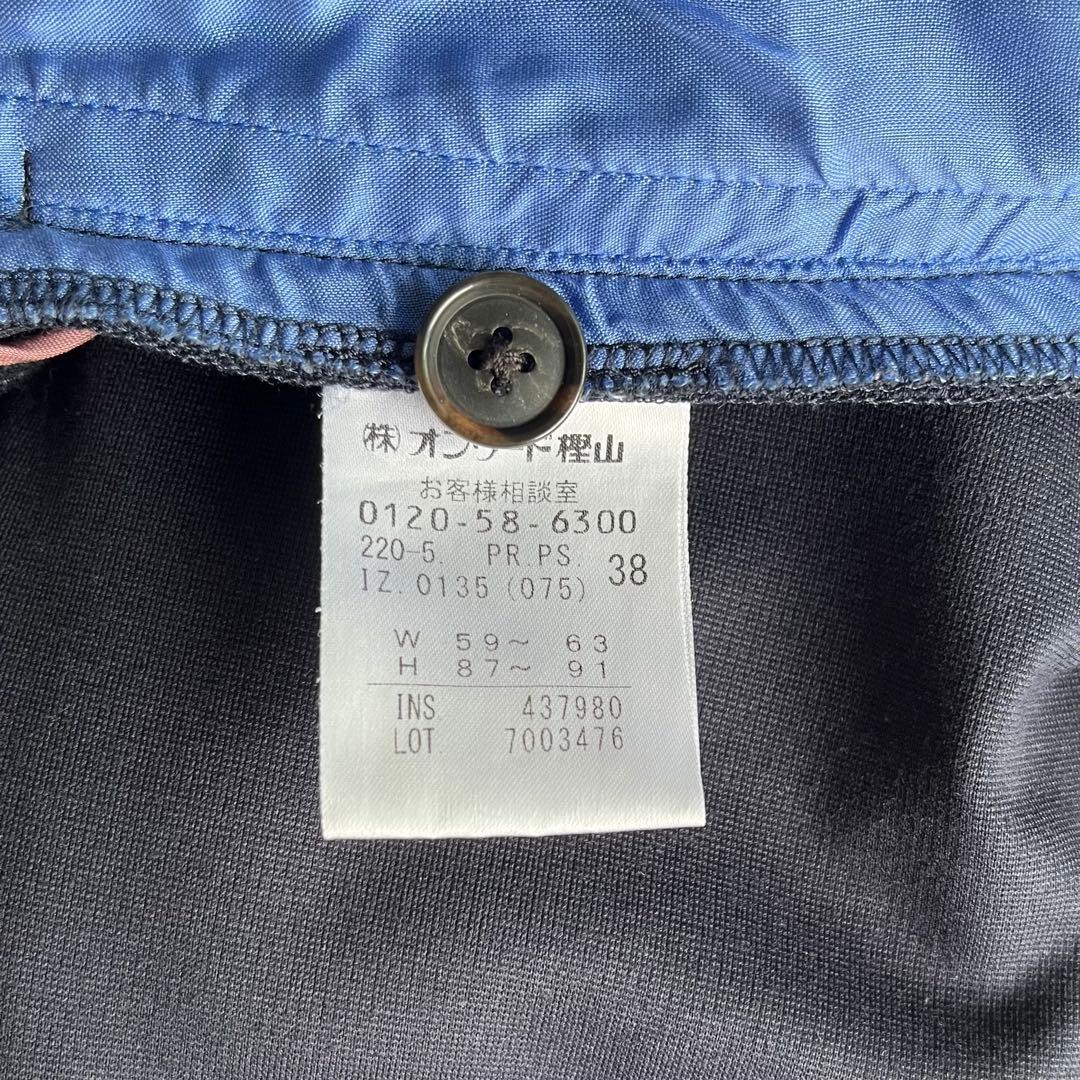 ㈱オンワード樫山
お客様相談室
0120-58-6300
220-5. PR.PS. 38
IZ.0135(075)
W 59～ 63
H 87～ 91
INS. 437980
LOT. 7003476